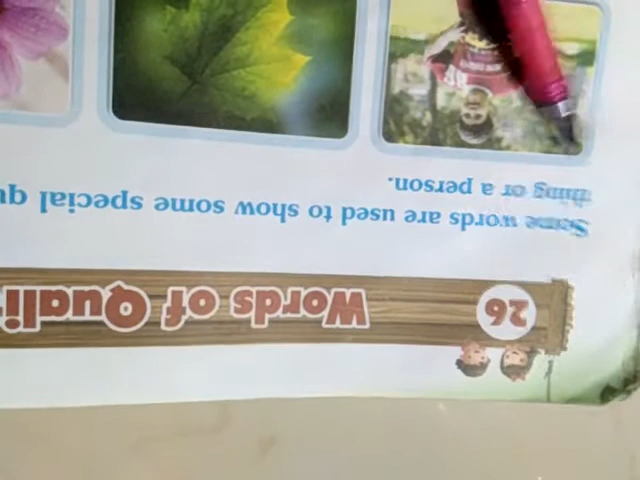 26
Words of Quali
Some words are used to show some special qu
thing or a person.